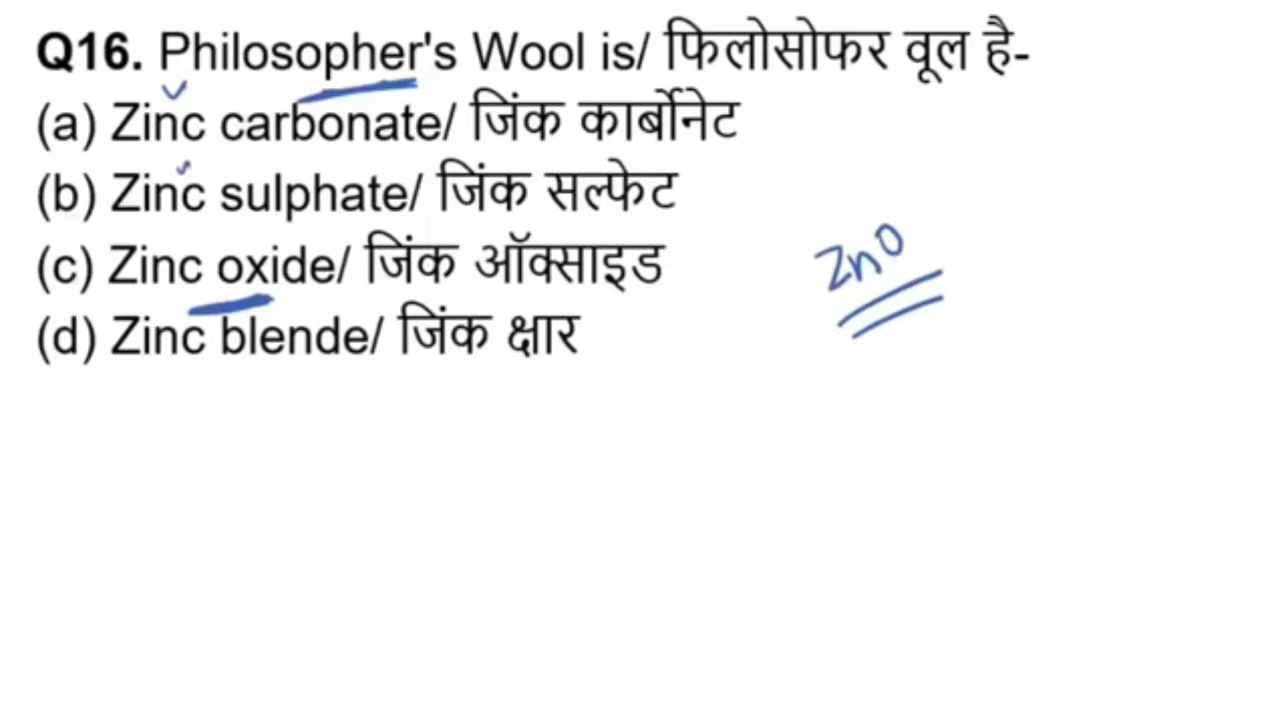 Q16. Philosopher's Wool is/ फिलोसोफर वूल है-
(a) Zinc carbonate/ जिंक कार्बोनेट
(b) Zinc sulphate/ जिंक सल्फेट
(c) Zinc oxide/ जिंक ऑक्साइड
ZnO
(d) Zinc blende/ जिंक क्षार